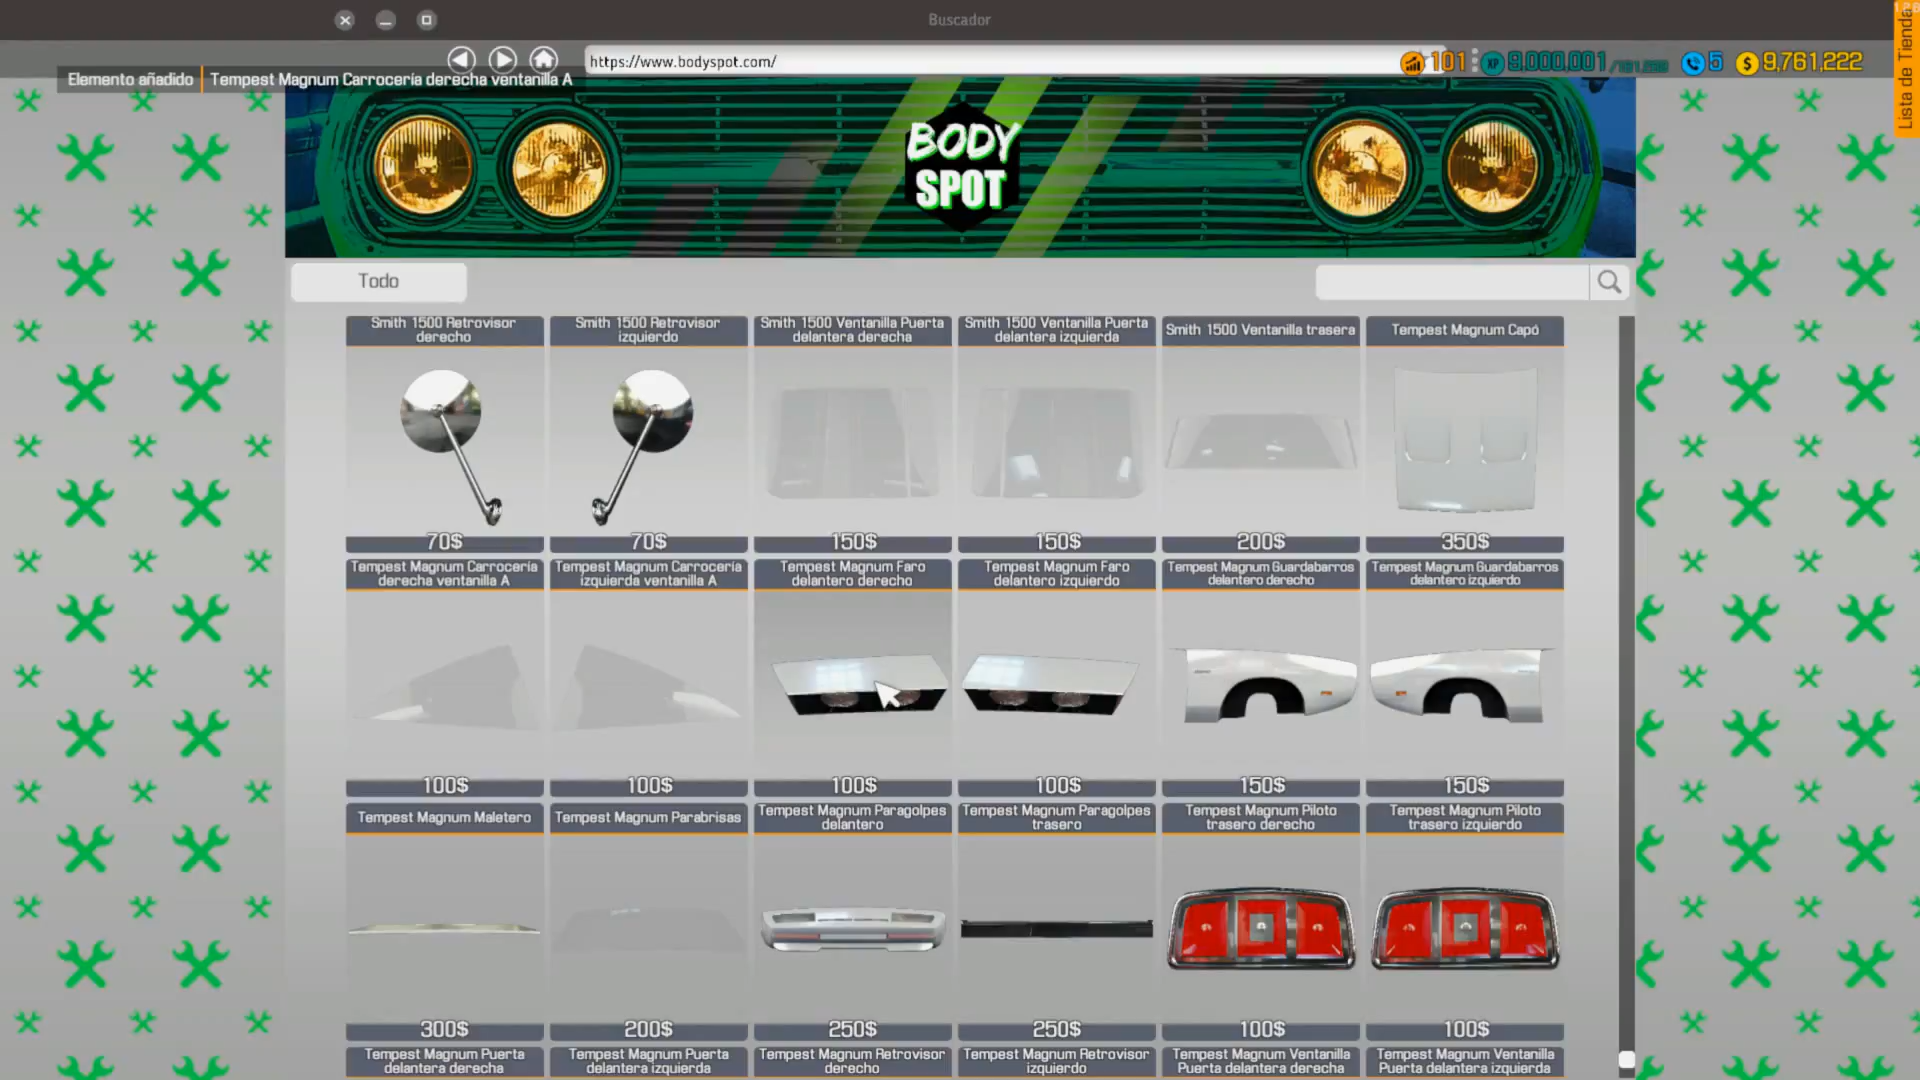 Buscador
https://www.bodyspot.com/
101
9,000,001
5
9,761,222
Lista de Tienda
Elemento añadido
Tempest Magnum Carrocería derecha ventanilla A
BODY
SPOT
Todo
Smith 1500 Retrovisor
derecho
Smith 1500 Retrovisor
izquierdo
Smith 1500 Ventanilla Puerta
delantera derecha
Smith 1500 Ventanilla Puerta
delantera izquierda
Smith 1500 Ventanilla trasera
Tempest Magnum Capó
70$
70$
150$
150$
200$
350$
Tempest Magnum Carrocería
derecha ventanilla A
Tempest Magnum Carrocería
izquierda ventanilla A
Tempest Magnum Faro
delantero derecho
Tempest Magnum Faro
delantero izquierdo
Tempest Magnum Guardabarros
delantero derecho
Tempest Magnum Guardabarros
delantero izquierdo
100$
100$
100$
100$
150$
150$
Tempest Magnum Maletero
Tempest Magnum Parabrisas
Tempest Magnum Paragolpes
delantero
Tempest Magnum Paragolpes
trasero
Tempest Magnum Piloto
trasero derecho
Tempest Magnum Piloto
trasero izquierdo
300$
200$
250$
250$
100$
100$
Tempest Magnum Puerta
delantera derecha
Tempest Magnum Puerta
delantera izquierda
Tempest Magnum Retrovisor
derecho
Tempest Magnum Retrovisor
izquierdo
Tempest Magnum Ventanilla
Puerta delantera derecha
Tempest Magnum Ventanilla
Puerta delantera izquierda